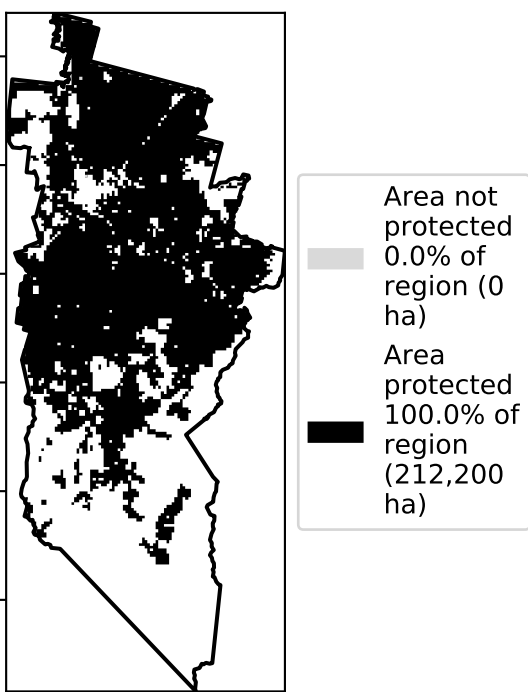 Area not
protected
0.0% of
region (0
ha)
Area
protected
100.0% of
region
(212,200
ha)